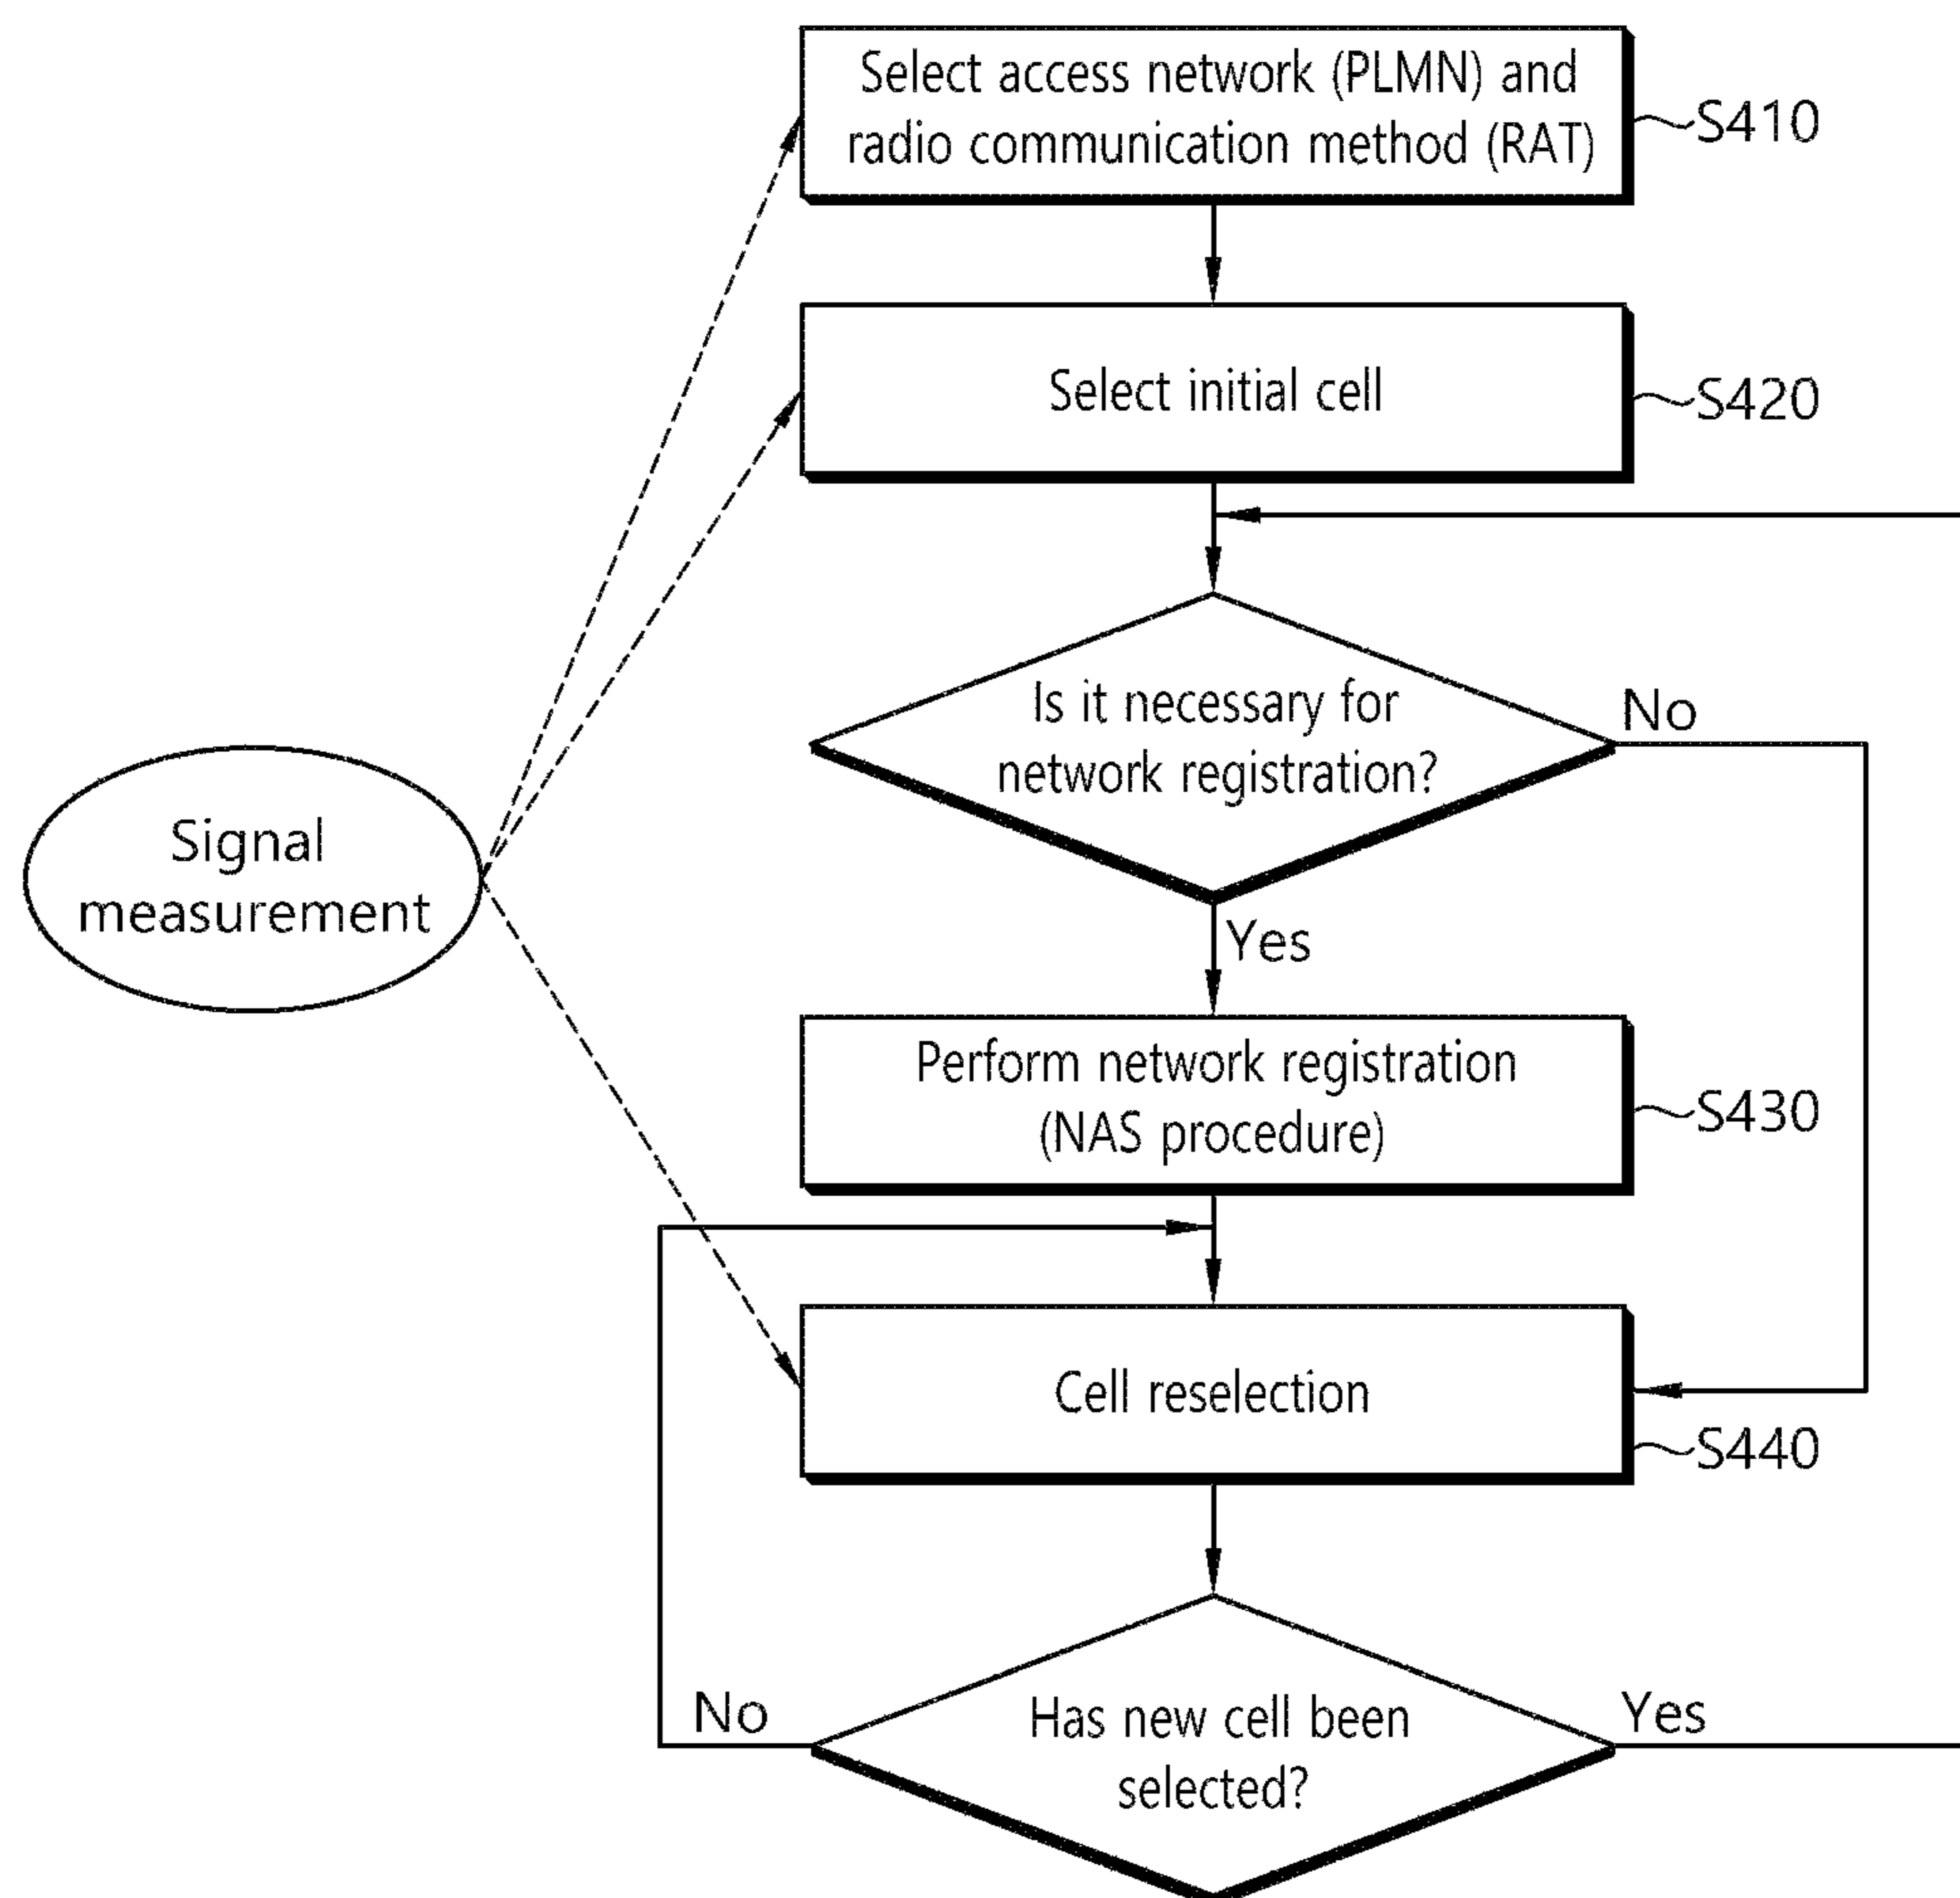 Select access network (PLMN) and
radio communication method (RAT)
S410
Select initial cell
S420
Is it necessary for
network registration?
No
Yes
Signal
measurement
Perform network registration
(NAS procedure)
S430
Cell reselection
S440
Has new cell been
selected?
No
Yes